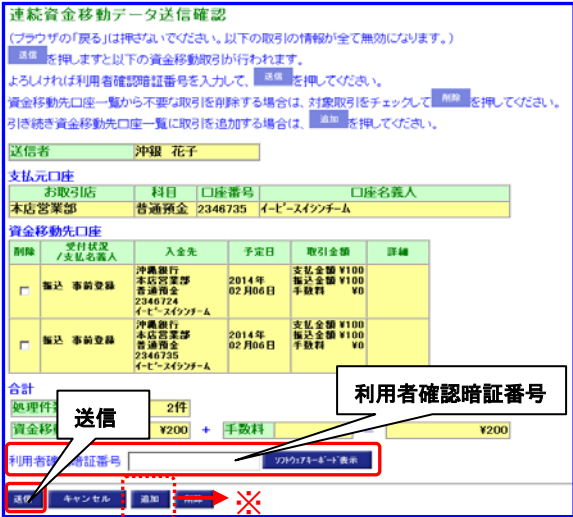 連続資金移動データ送信確認
(ブラウザの「戻る」は押さないでください。以下の取引の情報が全て無効になります。)
送信 を押しますと以下の資金移動取引が行われます。
よろしければ利用者確認暗証番号を入力して、 送信 を押してください。
資金移動先口座一覧から不要な取引を削除する場合は、対象取引をチェックして 削除 を押してください。
引き続き資金移動先口座一覧に取引を追加する場合は、 追加 を押してください。
送信者 沖銀 花子
支払元口座
お取引店 科目 口座番号 口座名義人
本店営業部 普通預金 2346735 イーピースイシンチーム
資金移動先口座
削除 受付状況/支払名義人 入金先 予定日 取引金額 詳細
振込 事前登録
沖縄銀行
本店営業部
普通預金
2346724
イーピースイシンチーム
2014年
02月06日
支払金額 ¥100
振込金額 ¥100
手数料 ¥0
振込 事前登録
沖縄銀行
本店営業部
普通預金
2346735
イーピースイシンチーム
2014年
02月06日
支払金額 ¥100
振込金額 ¥100
手数料 ¥0
合計
処理件 2件
資金移 ¥200 + 手数料 = ¥200
利用者確 暗証番号 ソフトウェアキーボード表示
送信 キャンセル 追加 削除 ※
送信
利用者確認暗証番号